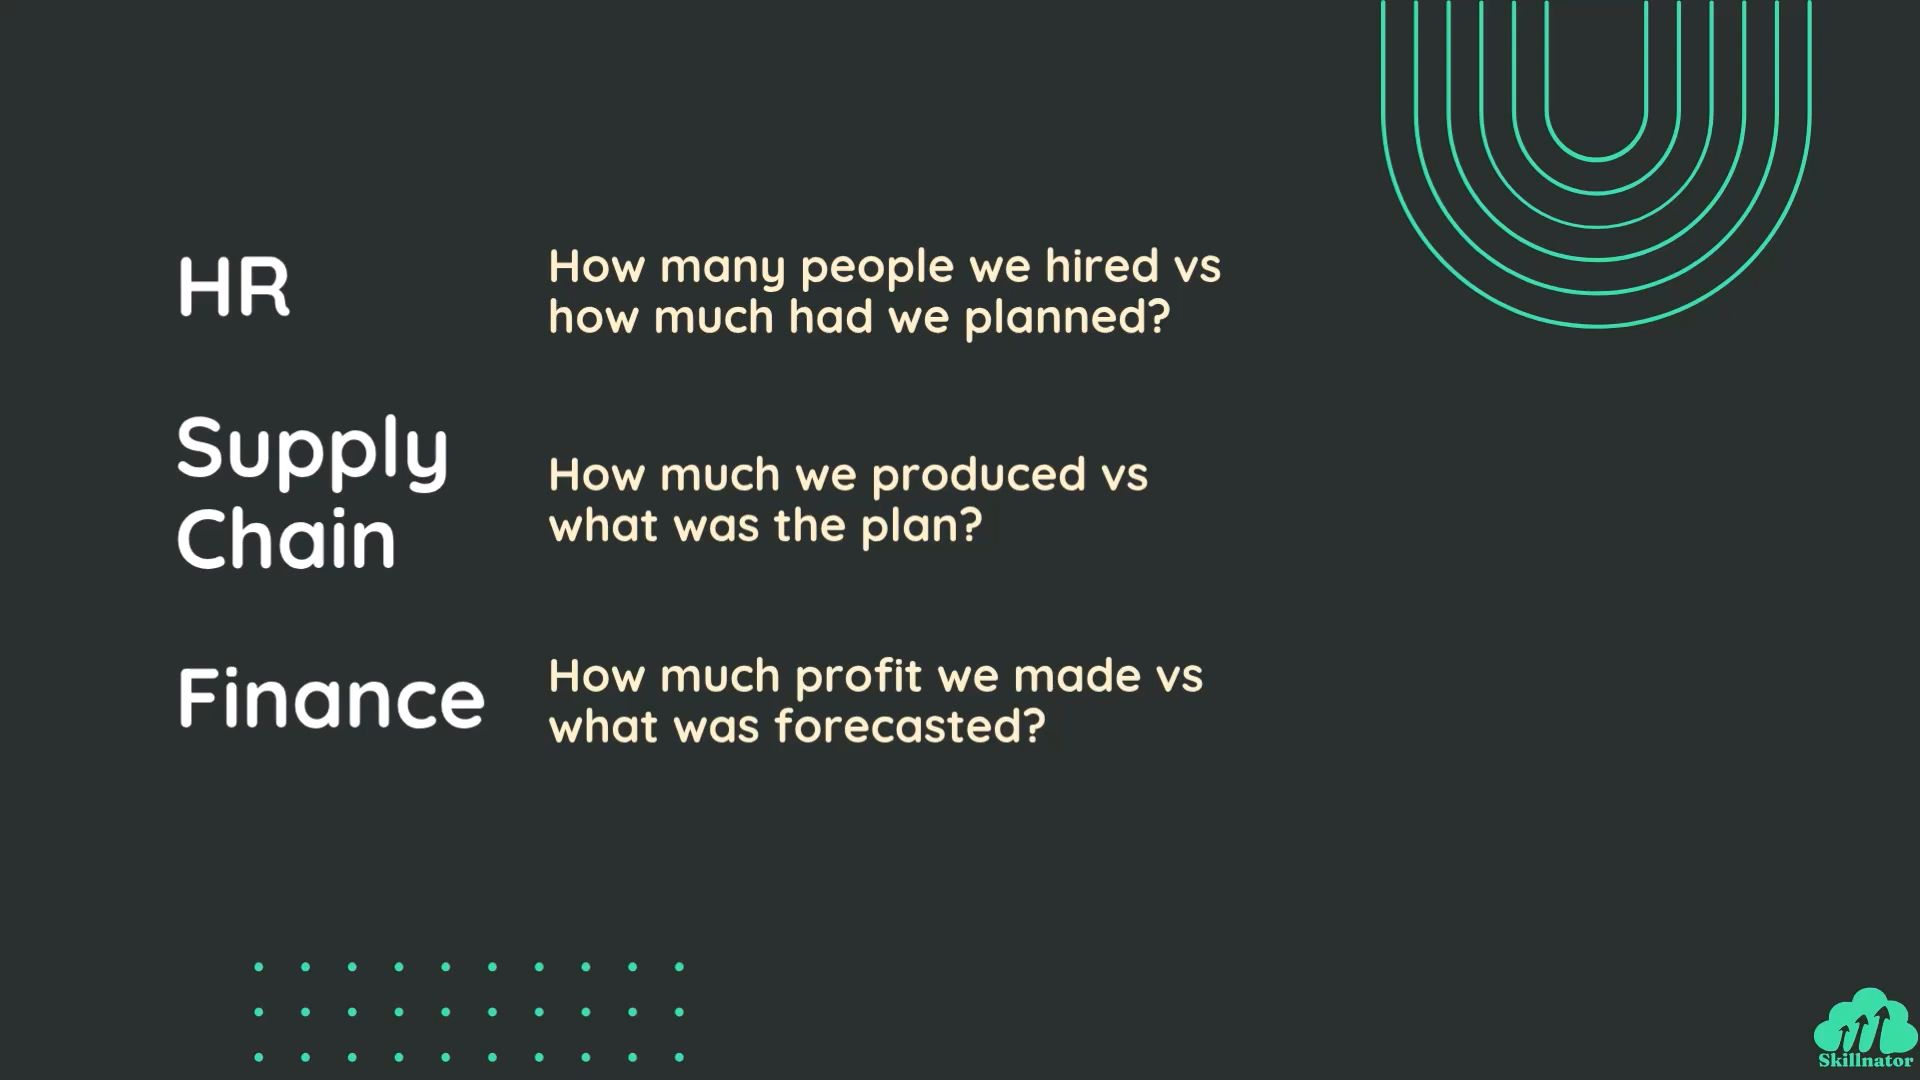 HR
How many people we hired vs
how much had we planned?
Supply
Chain
How much we produced vs
what was the plan?
Finance
How much profit we made vs
what was forecasted?
Skillnator